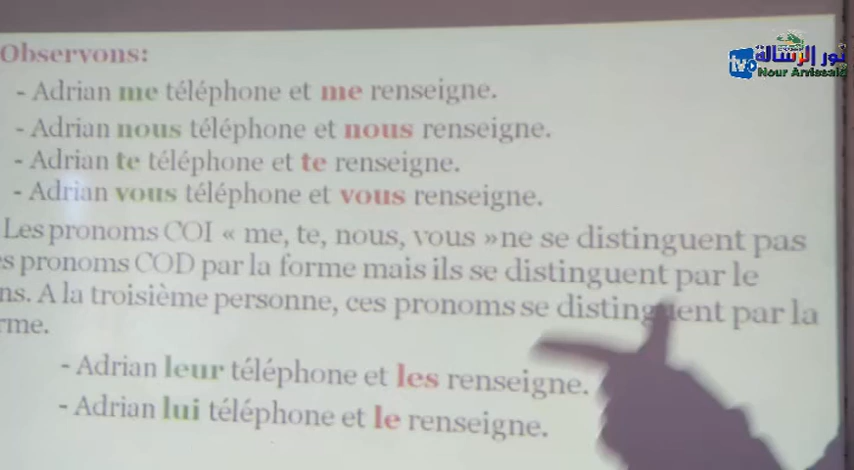 Observons:
نور الرسالة
tv
Nour Arrissala
- Adrian me téléphone et me renseigne.
- Adrian nous téléphone et nous renseigne.
- Adrian te téléphone et te renseigne.
- Adrian vous téléphone et vous renseigne.
Les pronoms COI « me, te, nous, vous »ne se distinguent pas
es pronoms COD par la forme mais ils se distinguent par le
ns. A la troisième personne, ces pronoms se distinguent par la
rme.
- Adrian leur téléphone et les renseigne.
- Adrian lui téléphone et le renseigne.